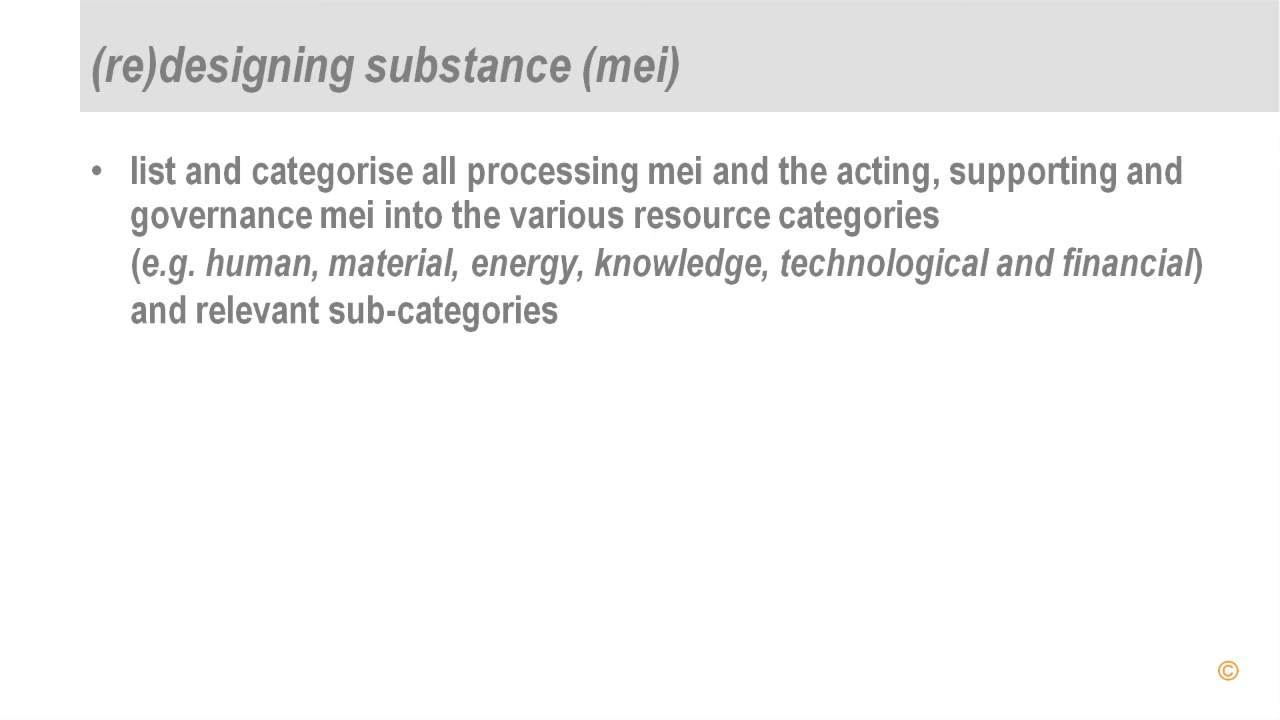 (re)designing substance (mei)
• list and categorise all processing mei and the acting, supporting and
governance mei into the various resource categories
(e.g. human, material, energy, knowledge, technological and financial)
and relevant sub-categories
©